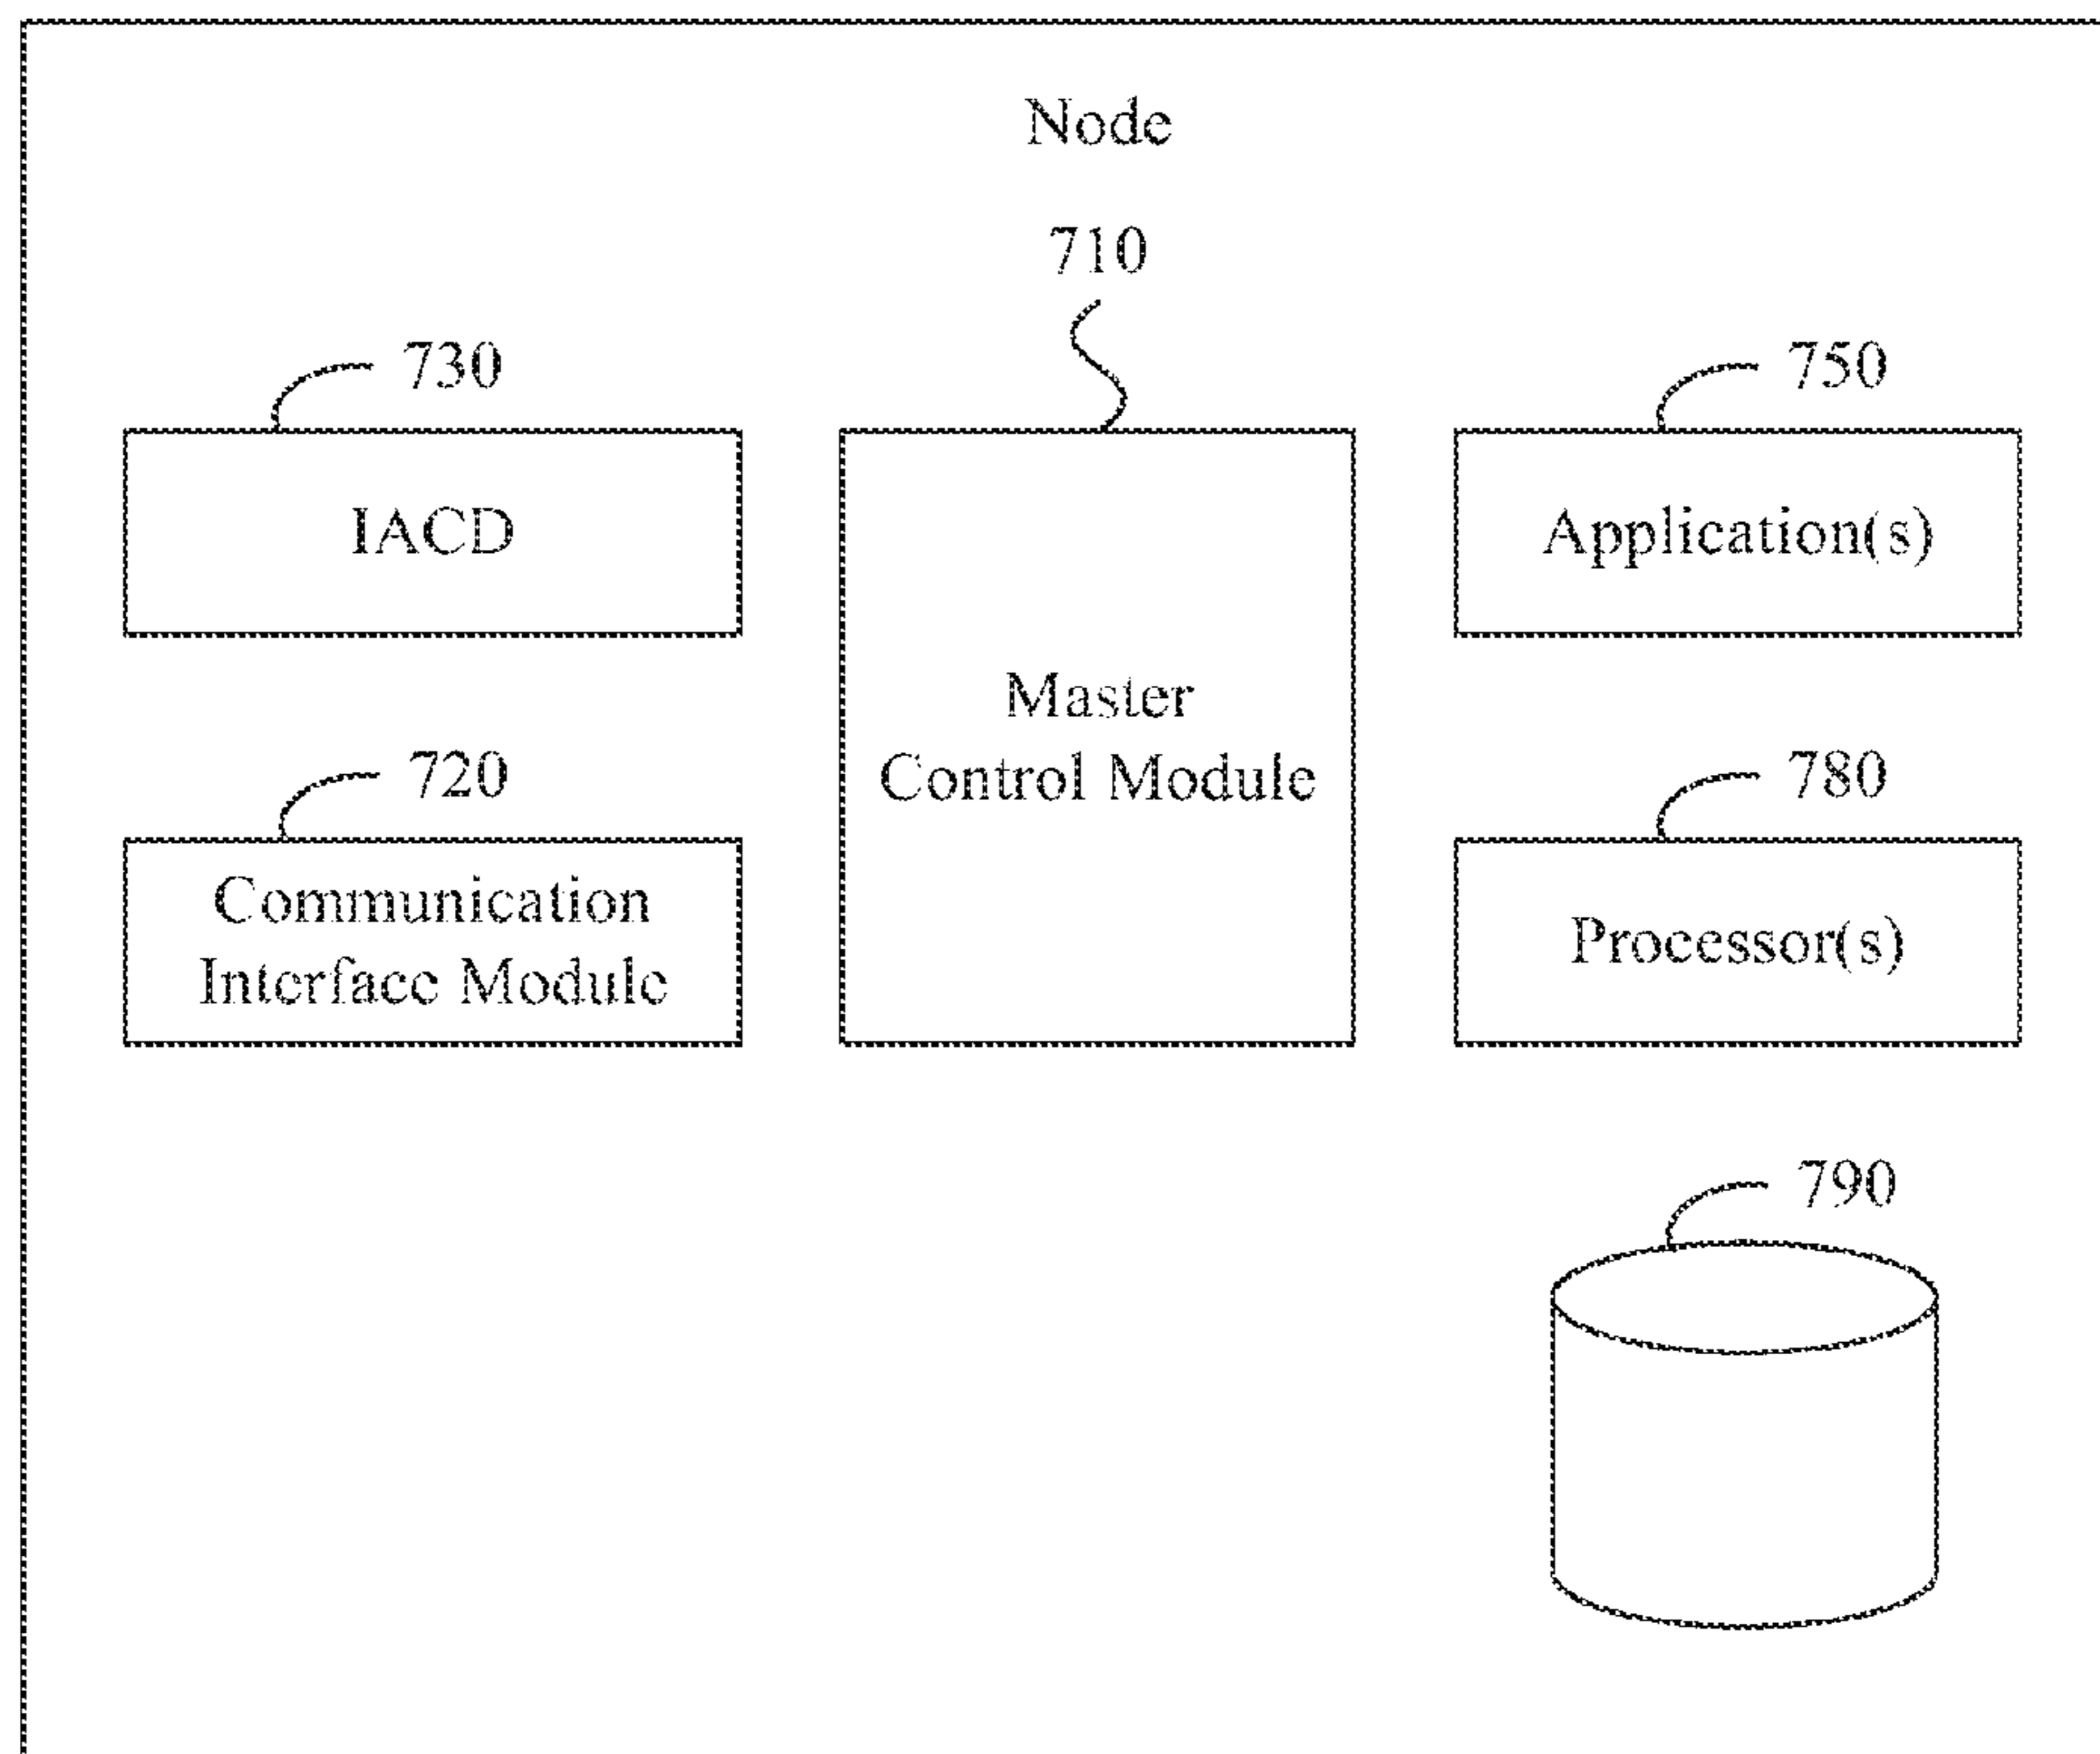 Node
710
730
750
IACD
Application(s)
Master
Control Module
720
780
Communication
Interface Module
Processor(s)
790